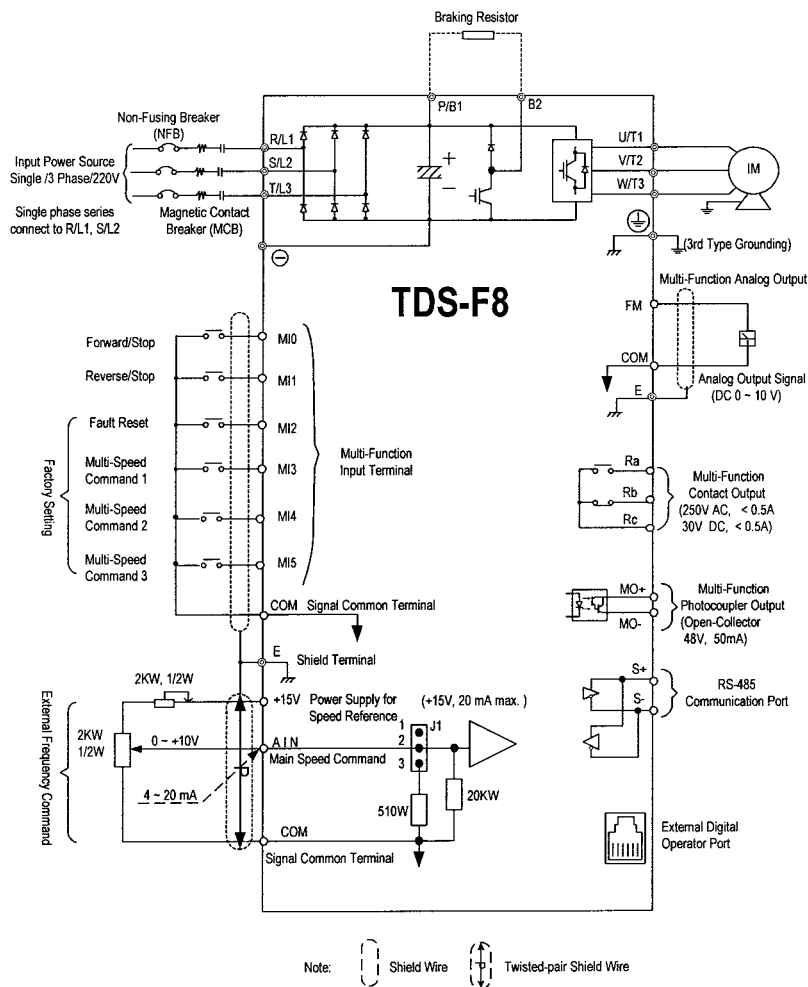 Braking Resistor
P/B1
B2
Non-Fusing Breaker
(NFB)
R/L1
S/L2
T/L3
Input Power Source
Single /3 Phase/220V
Single phase series
connect to R/L1, S/L2
Magnetic Contact
Breaker (MCB)
+
−
−
U/T1
V/T2
W/T3
IM
(3rd Type Grounding)
TDS-F8
Multi-Function Analog Output
FM
COM
E
Analog Output Signal
(DC 0 ~ 10 V)
Forward/Stop
MI0
Reverse/Stop
MI1
Fault Reset
MI2
Multi-Speed
Command 1
MI3
Multi-Speed
Command 2
MI4
Multi-Speed
Command 3
MI5
Factory Setting
Multi-Function
Input Terminal
COM
Signal Common Terminal
E
Shield Terminal
Ra
Rb
Rc
Multi-Function
Contact Output
(250V AC, < 0.5A
30V DC, < 0.5A)
MO+
MO-
Multi-Function
Photocoupler Output
(Open-Collector
48V, 50mA)
S+
S-
RS-485
Communication Port
External Frequency Command
2KW, 1/2W
2KW
1/2W
0 ~ +10V
4 ~ 20 mA
P
+15V
Power Supply for
Speed Reference
(+15V, 20 mA max. )
A I N
Main Speed Command
J1
1
2
3
510W
20KW
COM
Signal Common Terminal
External Digital
Operator Port
Note:
Shield Wire
P
Twisted-pair Shield Wire